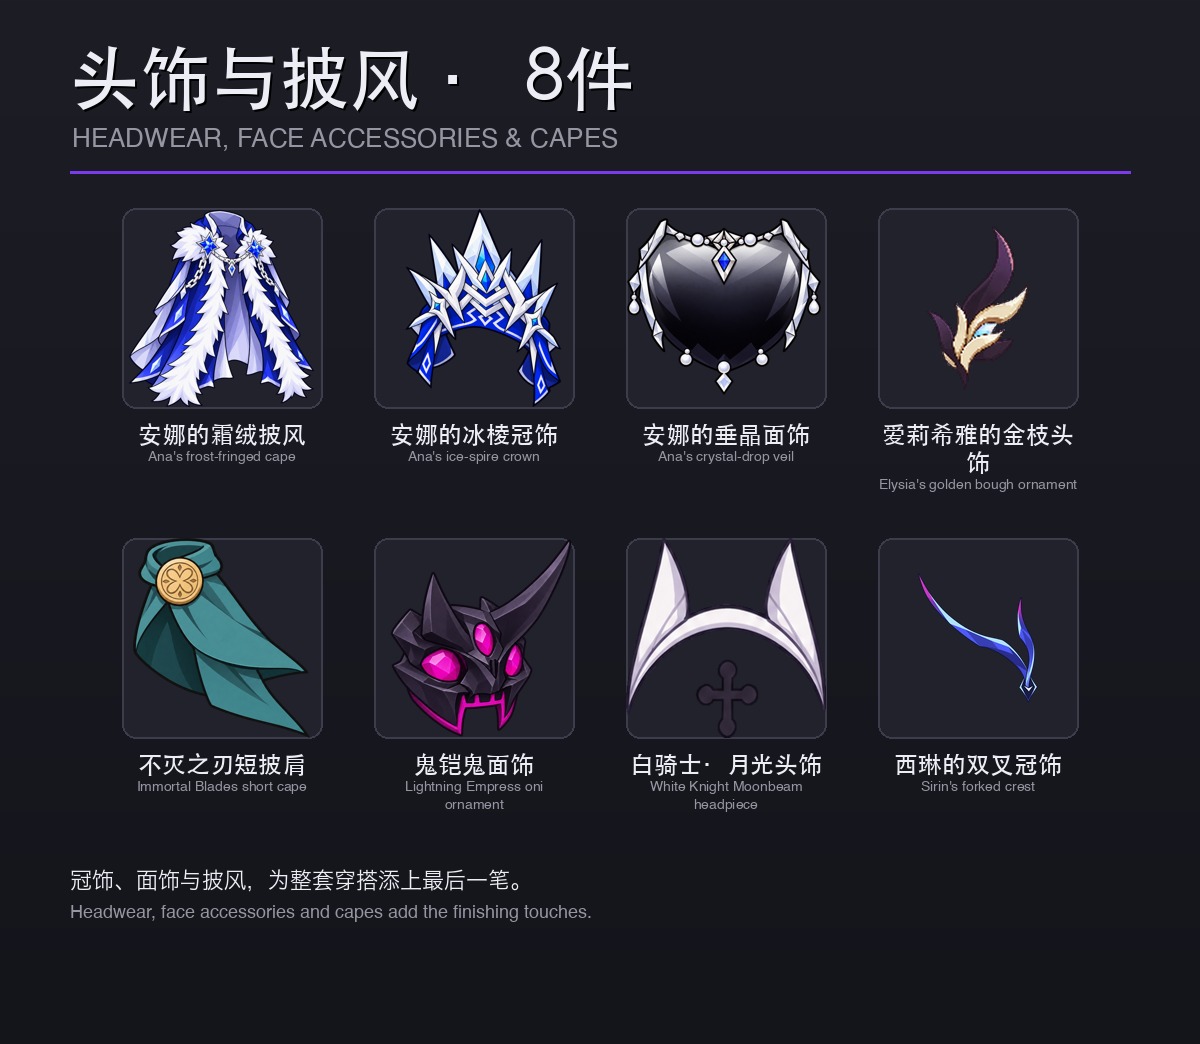 头饰与披风 · 8件
HEADWEAR, FACE ACCESSORIES & CAPES
安娜的霜绒披风
Ana's frost-fringed cape
安娜的冰棱冠饰
Ana's ice-spire crown
安娜的垂晶面饰
Ana's crystal-drop veil
爱莉希雅的金枝头
饰
Elysia's golden bough ornament
不灭之刃短披肩
Immortal Blades short cape
鬼铠鬼面饰
Lightning Empress oni
ornament
白骑士· 月光头饰
White Knight Moonbeam
headpiece
西琳的双叉冠饰
Sirin's forked crest
冠饰、面饰与披风，为整套穿搭添上最后一笔。
Headwear, face accessories and capes add the finishing touches.